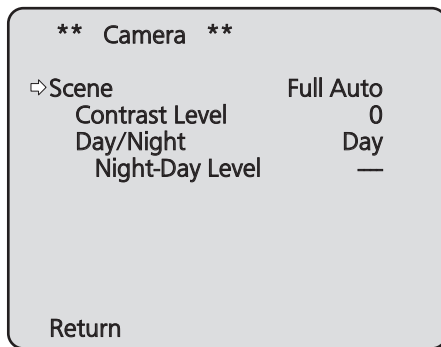 ** Camera **
⇨Scene Full Auto
Contrast Level 0
Day/Night Day
Night-Day Level —
Return